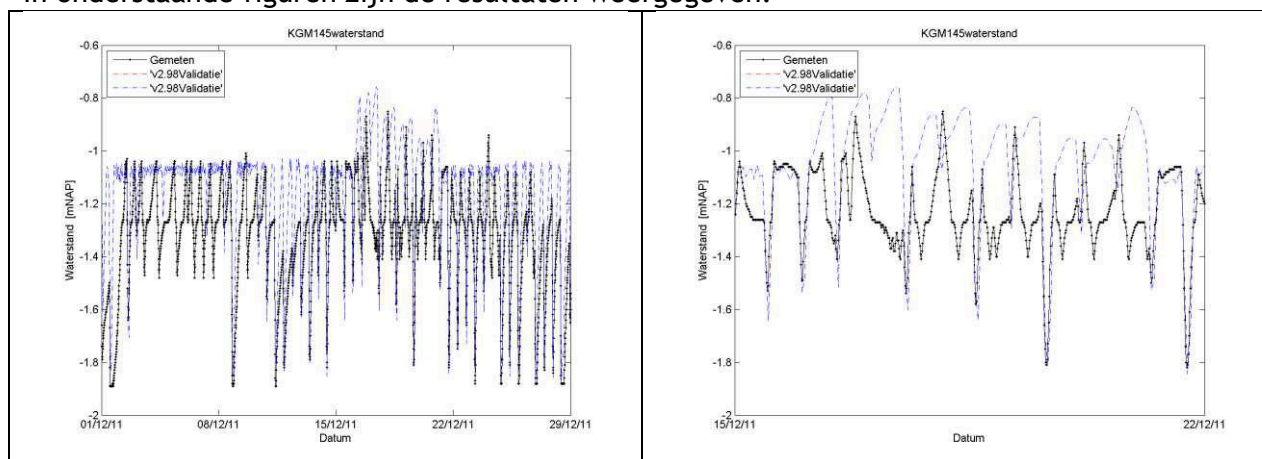 In onderstaande figuren zijn de resultaten weergegeven.
KGM145waterstand
Gemeten
'v2.98Validatie'
'v2.98Validatie'
Waterstand [mNAP]
-0.6
-0.8
-1
-1.2
-1.4
-1.6
-1.8
-2
01/12/11 08/12/11 15/12/11 22/12/11 29/12/11
Datum
KGM145waterstand
Gemeten
'v2.98Validatie'
'v2.98Validatie'
Waterstand [mNAP]
-0.6
-0.8
-1
-1.2
-1.4
-1.6
-1.8
-2
15/12/11 22/12/11
Datum